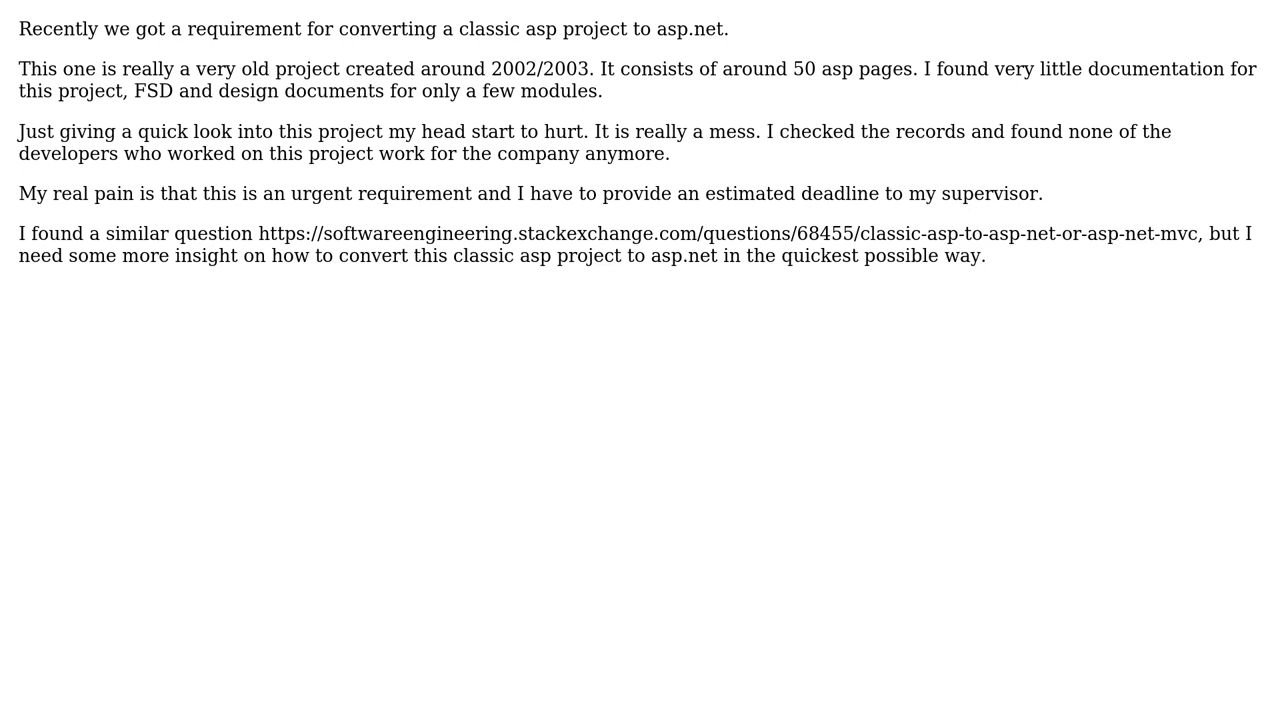 Recently we got a requirement for converting a classic asp project to asp.net.
This one is really a very old project created around 2002/2003. It consists of around 50 asp pages. I found very little documentation for
this project, FSD and design documents for only a few modules.
Just giving a quick look into this project my head start to hurt. It is really a mess. I checked the records and found none of the
developers who worked on this project work for the company anymore.
My real pain is that this is an urgent requirement and I have to provide an estimated deadline to my supervisor.
I found a similar question https://softwareengineering.stackexchange.com/questions/68455/classic-asp-to-asp-net-or-asp-net-mvc, but I
need some more insight on how to convert this classic asp project to asp.net in the quickest possible way.